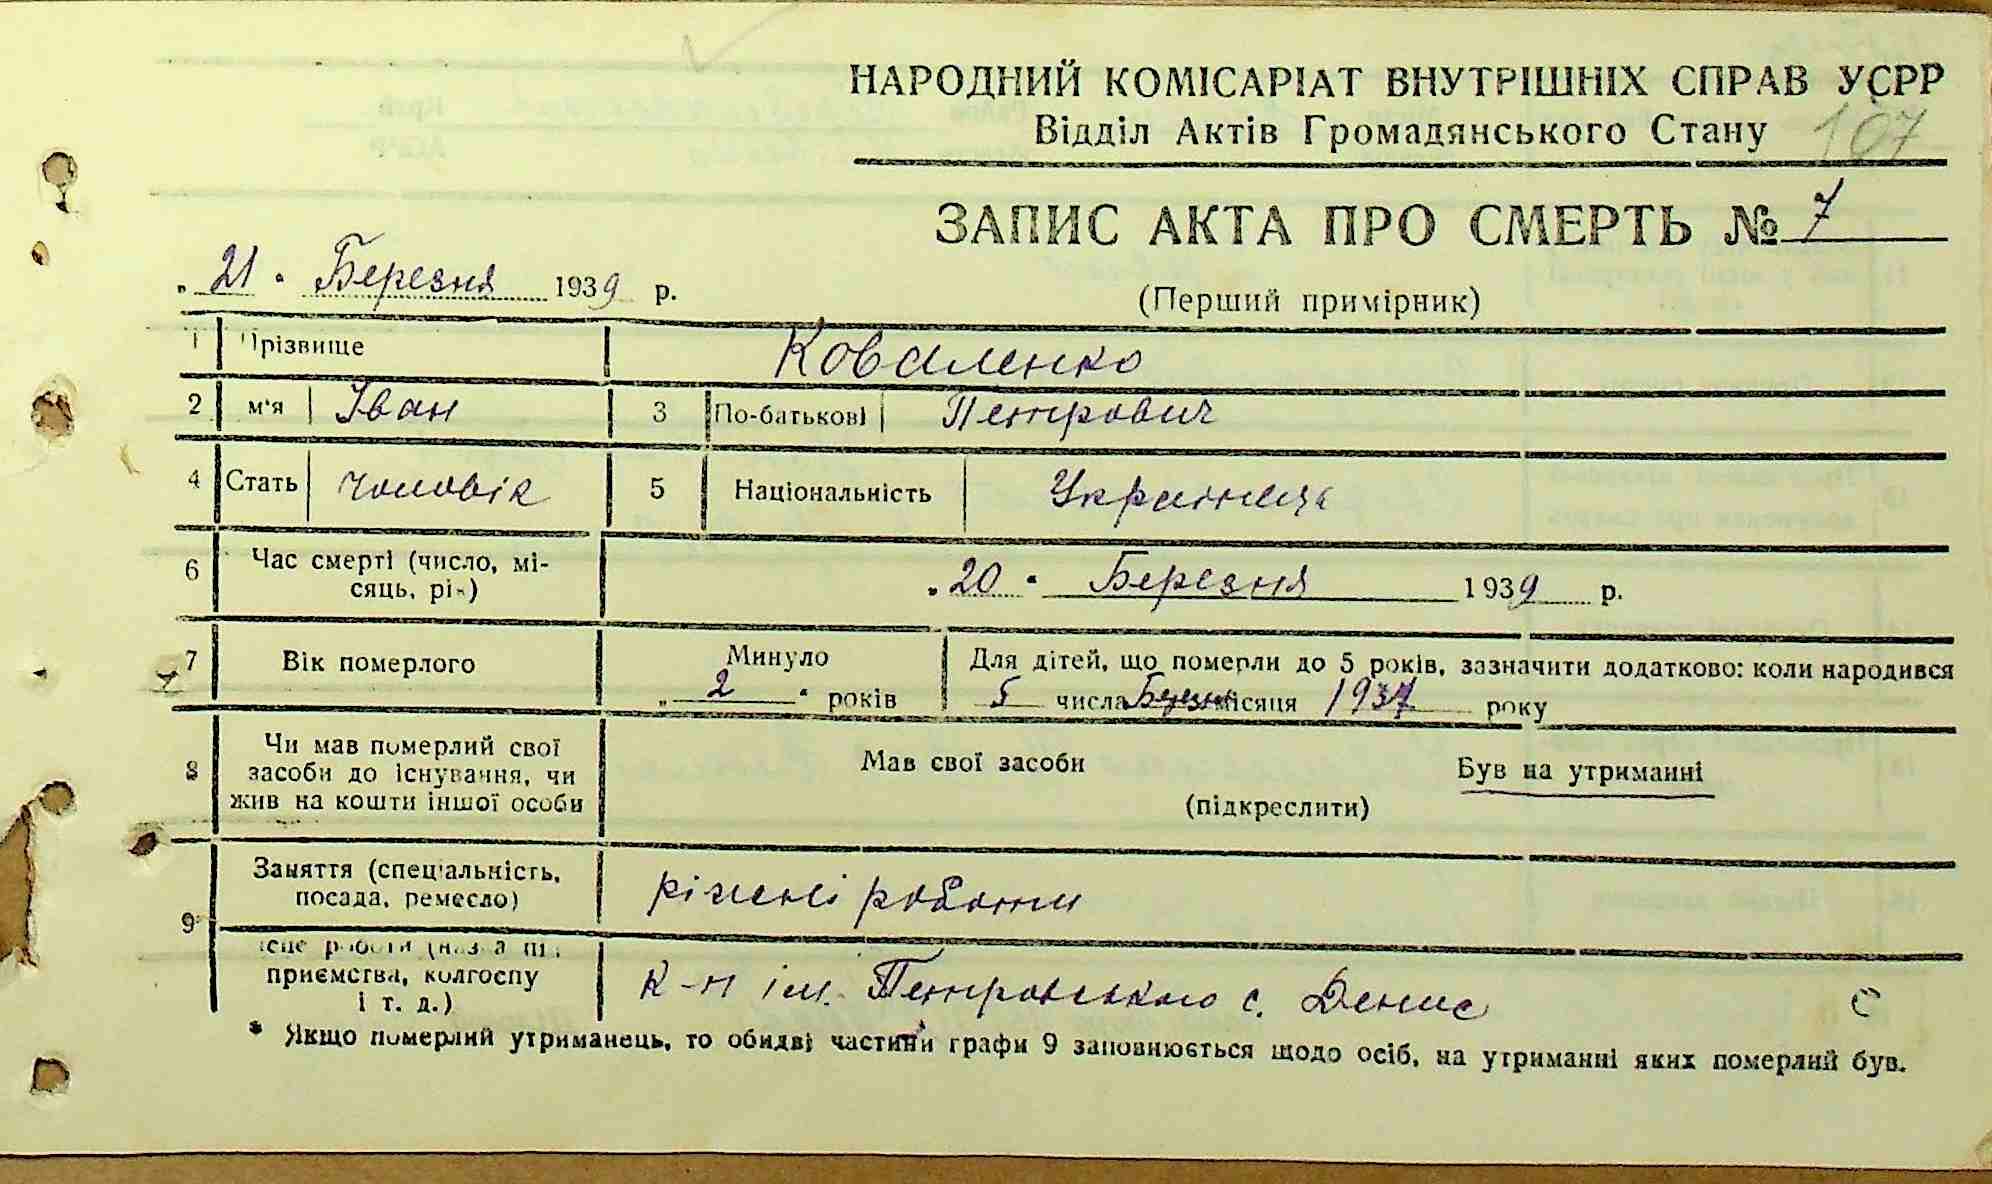 НАРОДНИЙ КОМІСАРІАТ ВНУТРІШНІХ СПРАВ УСРР
Відділ Актів Громадянського Стану 107
ЗАПИС АКТА ПРО СМЕРТЬ № 7
„ 21 " Березня 1939 р.
(Перший примірник)
1 Прізвище Коваленко
2 м'я Іван 3 По-батькові Петрович
4 Стать чоловік 5 Національність
6 Час смерті (число, мі-
сяць, рік) „ 20 " Березня 1939 р.
7 Вік померлого Минуло Для дітей, що померли до 5 років, зазначити додатково: коли народився
„ 2 " років 5 числа місяця 1937 року
8 Чи мав померлий свої
засоби до існування, чи
жив на кошти іншої особи
Мав свої засоби Був на утриманні
(підкреслити)
9 Заняття (спеціальність,
посада, ремесло) ріжні роботи
приємства, колгоспу
і т. д.)
к-п ім. Петровського с. Денис
* Якщо померлий утриманець, то обидві частини графи 9 заповнюється щодо осіб, на утриманні яких померлий був.